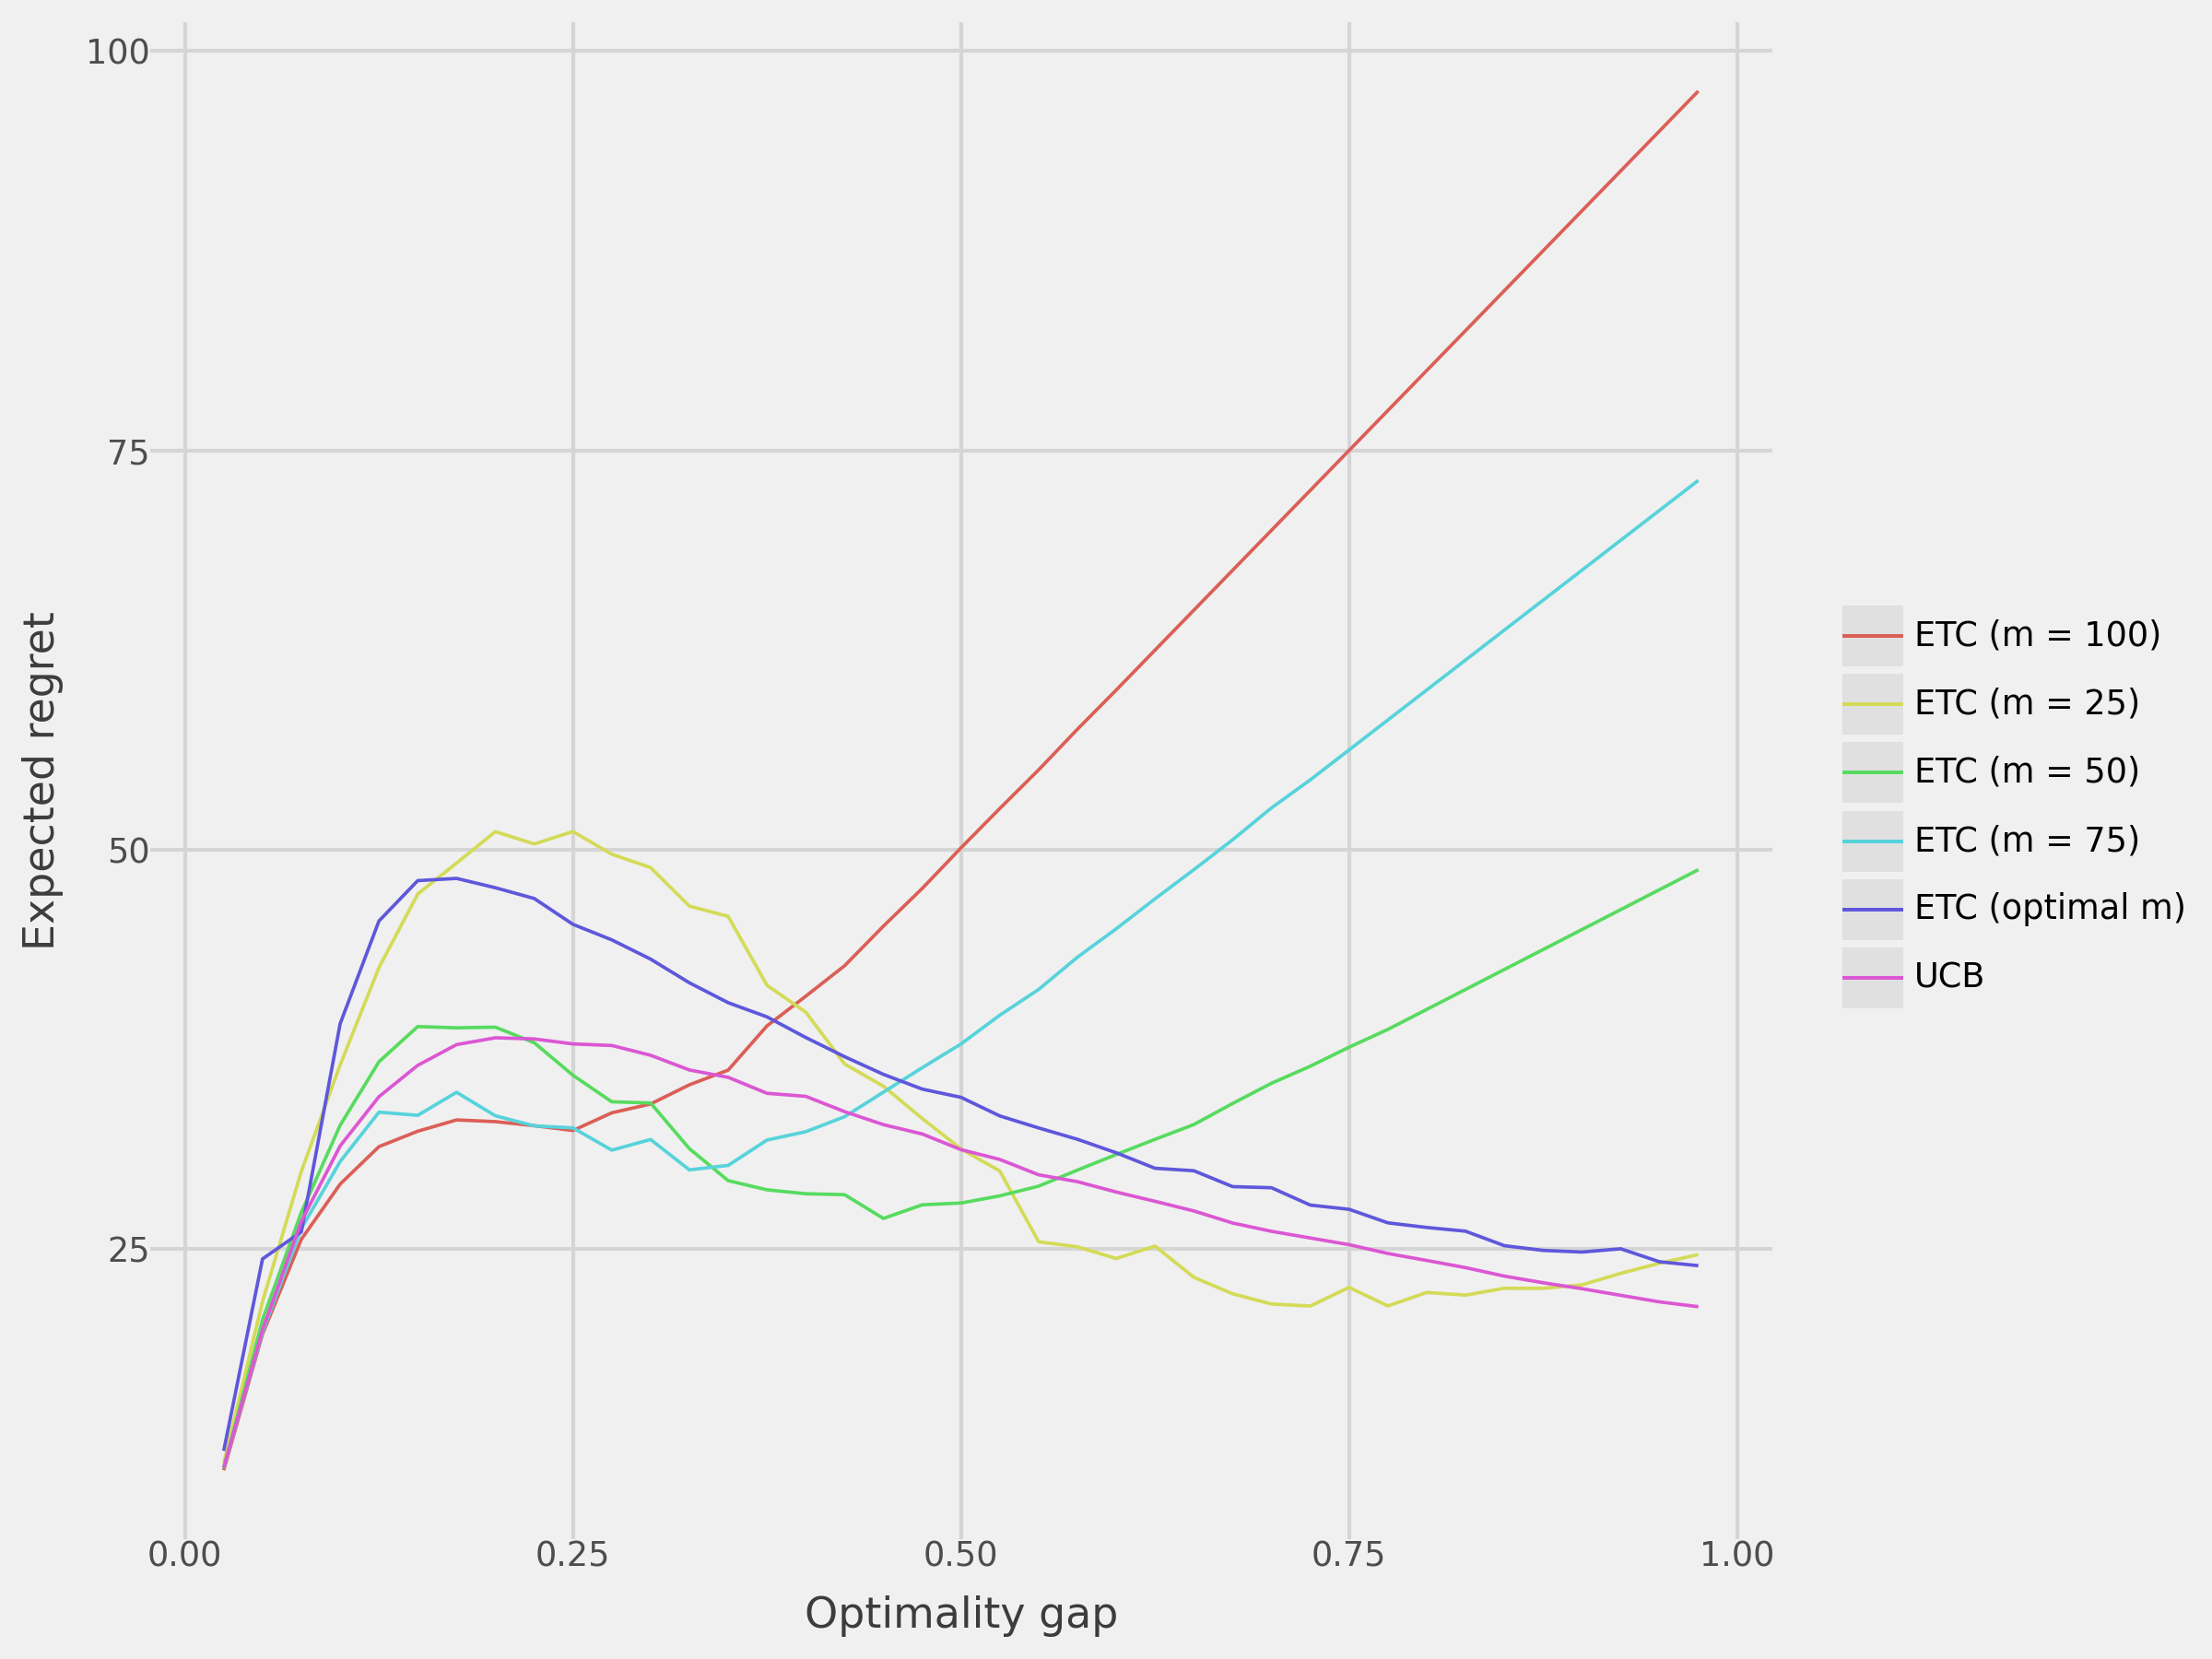 100
75
50
25
Expected regret
0.00 0.25 0.50 0.75 1.00
Optimality gap
ETC (m = 100)
ETC (m = 25)
ETC (m = 50)
ETC (m = 75)
ETC (optimal m)
UCB